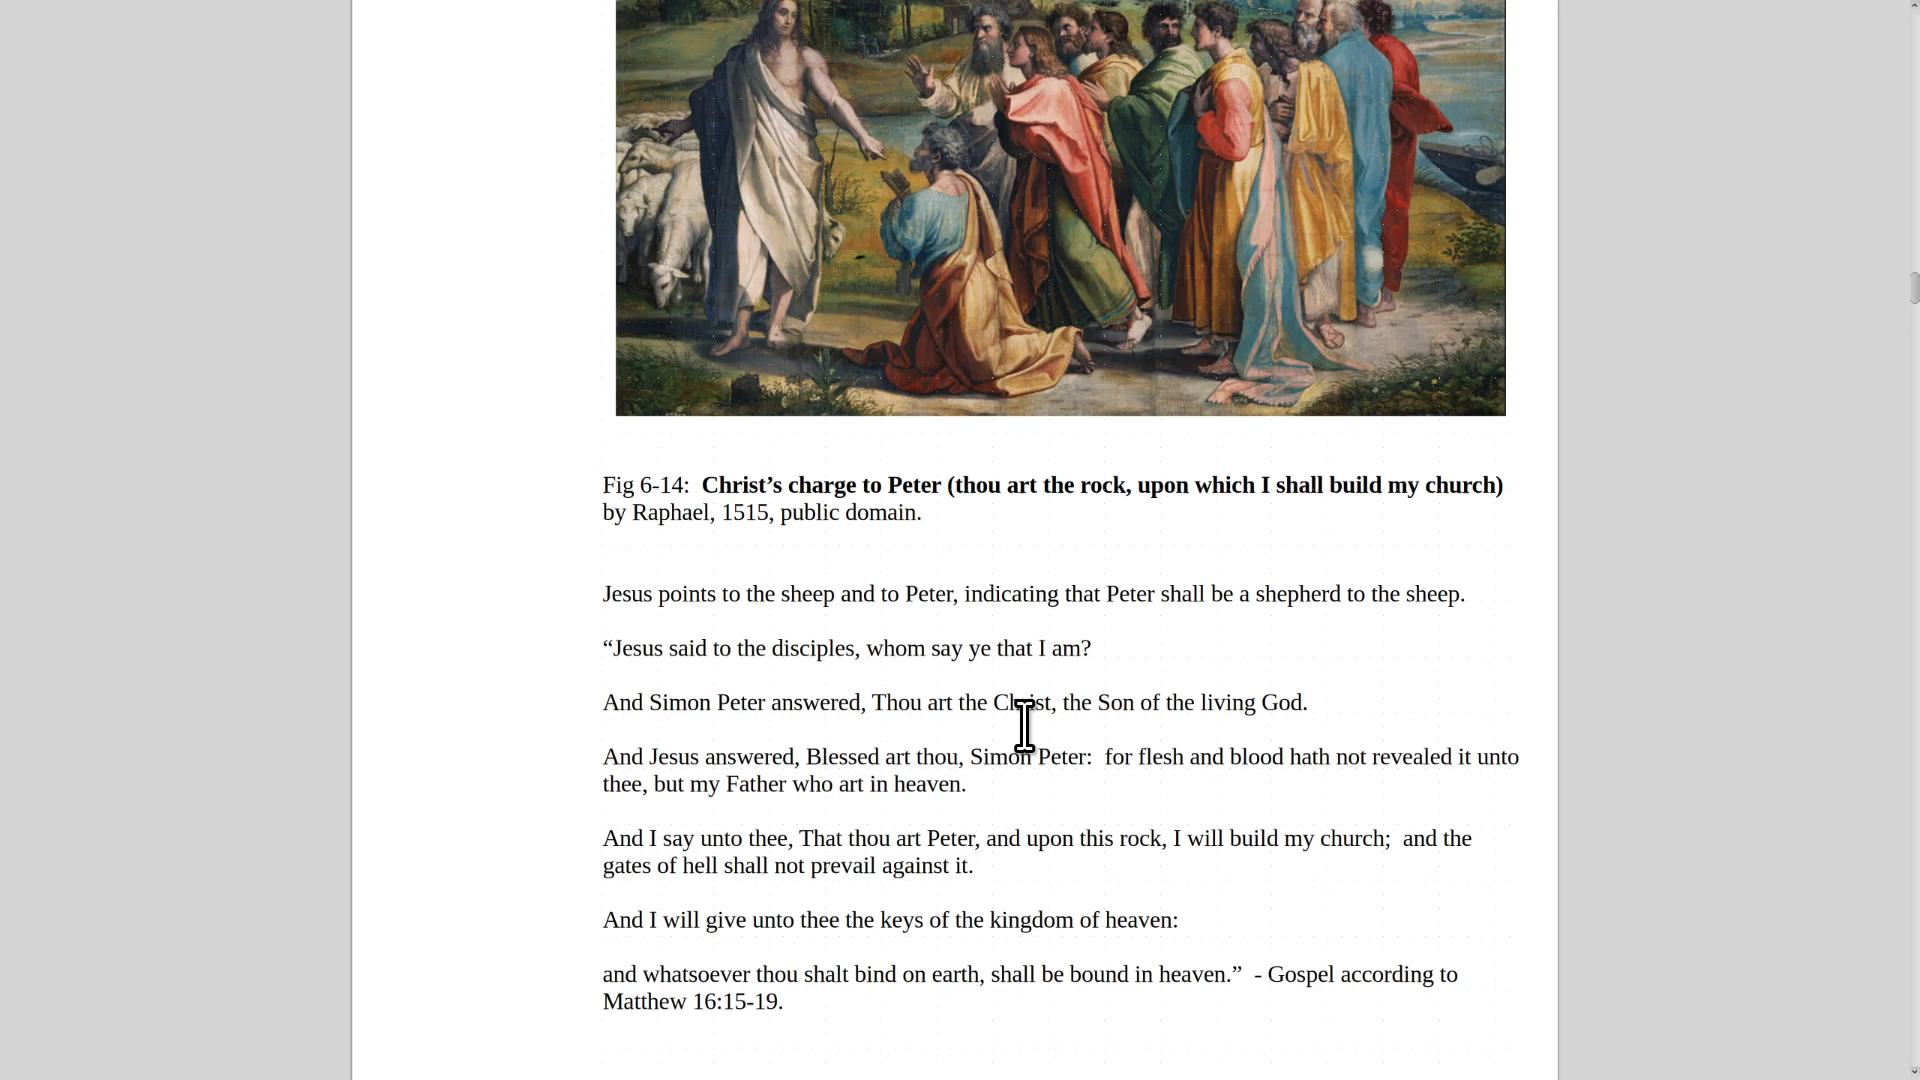 Fig 6-14:  Christ’s charge to Peter (thou art the rock, upon which I shall build my church)
by Raphael, 1515, public domain.
Jesus points to the sheep and to Peter, indicating that Peter shall be a shepherd to the sheep.
“Jesus said to the disciples, whom say ye that I am?
And Simon Peter answered, Thou art the Christ, the Son of the living God.
And Jesus answered, Blessed art thou, Simon Peter:  for flesh and blood hath not revealed it unto
thee, but my Father who art in heaven.
And I say unto thee, That thou art Peter, and upon this rock, I will build my church;  and the
gates of hell shall not prevail against it.
And I will give unto thee the keys of the kingdom of heaven:
and whatsoever thou shalt bind on earth, shall be bound in heaven.”  - Gospel according to
Matthew 16:15-19.